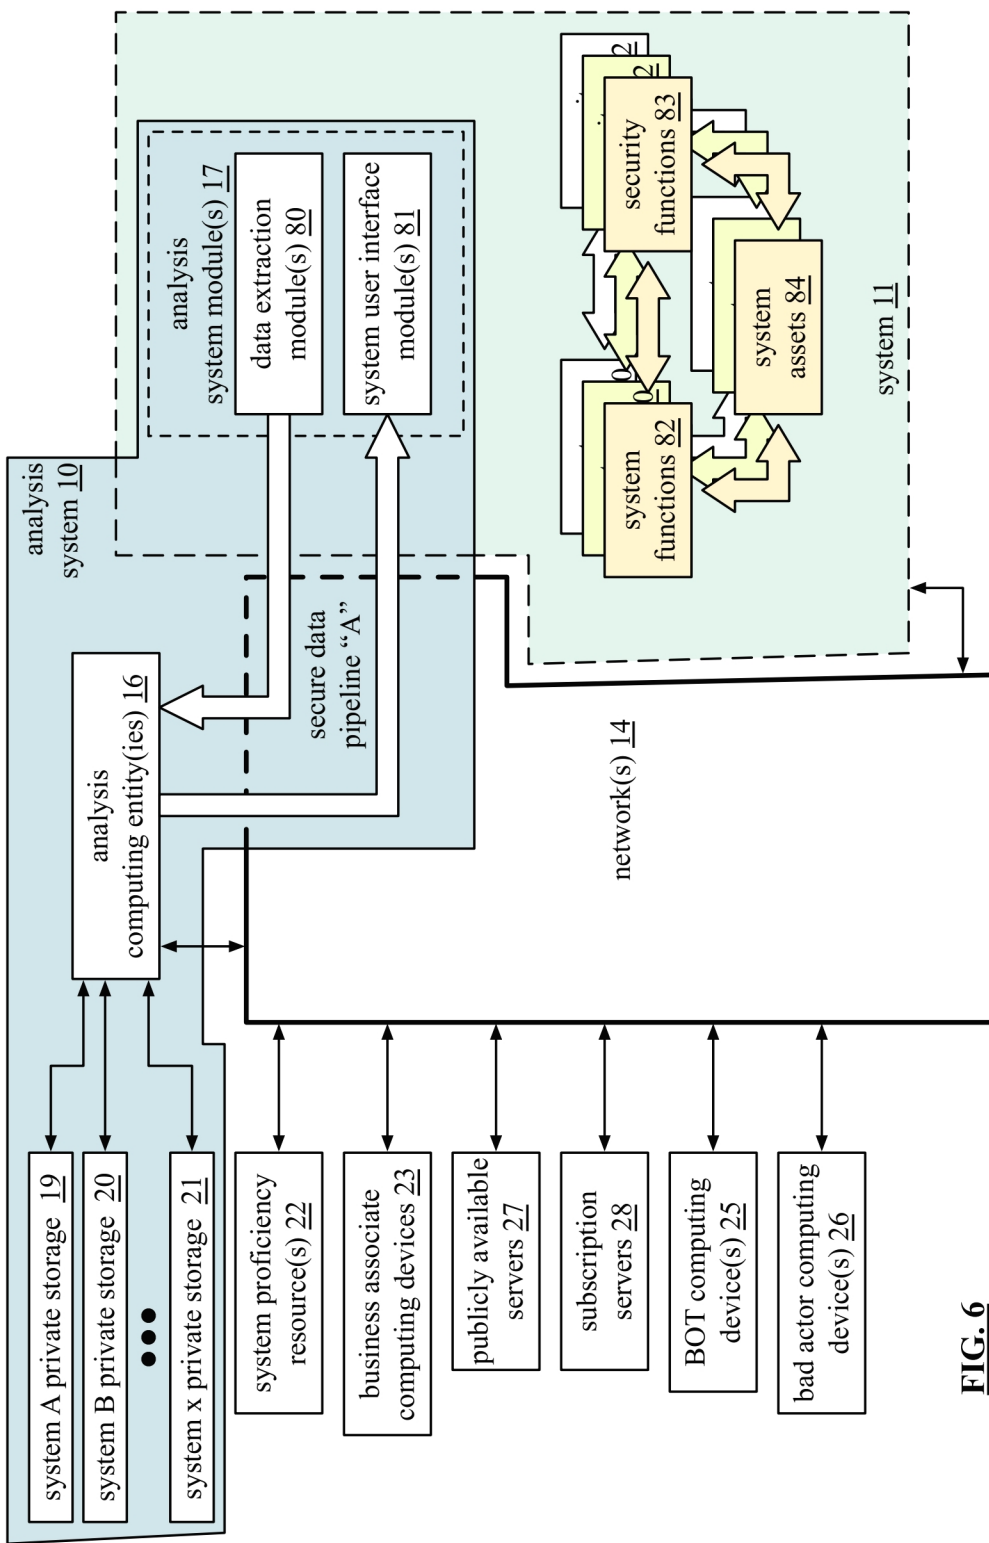 analysis
system 10
system A private storage 19
system B private storage 20
system x private storage 21
analysis
computing entity(ies) 16
analysis
system module(s) 17
data extraction
module(s) 80
system user interface
module(s) 81
secure data
pipeline “A”
system proficiency
resource(s) 22
business associate
computing devices 23
publicly available
servers 27
subscription
servers 28
BOT computing
device(s) 25
bad actor computing
device(s) 26
network(s) 14
system
functions 82
security
functions 83
system
assets 84
system 11
FIG. 6